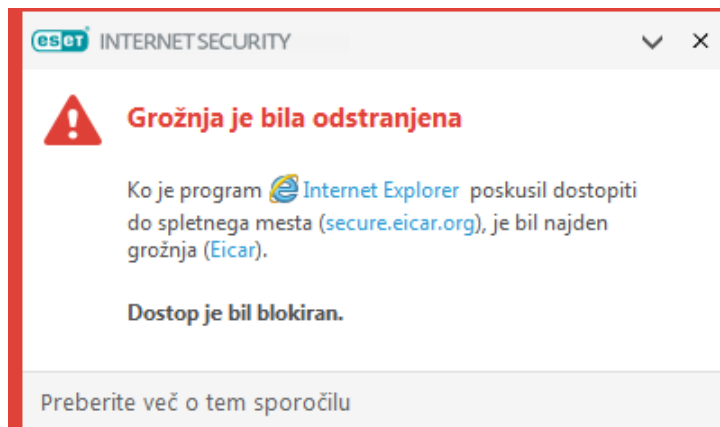 eset INTERNET SECURITY
Grožnja je bila odstranjena
Ko je program Internet Explorer poskusil dostopiti
do spletnega mesta (secure.eicar.org), je bil najden
grožnja (Eicar).
Dostop je bil blokiran.
Preberite več o tem sporočilu